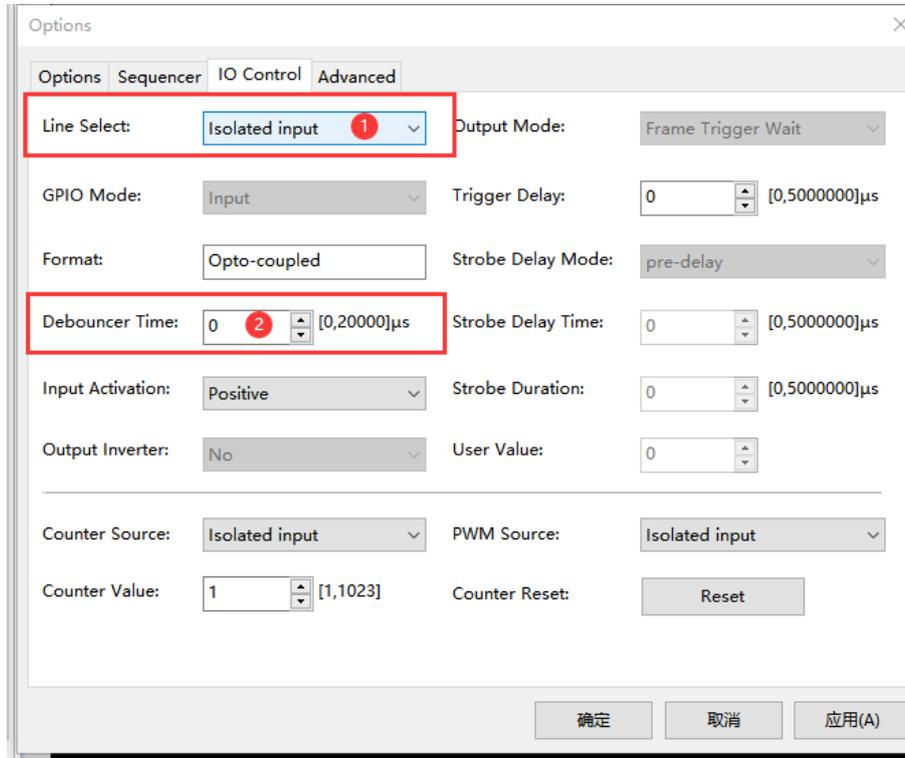 Options
Options Sequencer IO Control Advanced
Line Select: Isolated input 1 Output Mode: Frame Trigger Wait
GPIO Mode: Input Trigger Delay: 0 [0,5000000]μs
Format: Opto-coupled Strobe Delay Mode: pre-delay
Debouncer Time: 0 2 [0,20000]μs Strobe Delay Time: 0 [0,5000000]μs
Input Activation: Positive Strobe Duration: 0 [0,5000000]μs
Output Inverter: No User Value: 0
Counter Source: Isolated input PWM Source: Isolated input
Counter Value: 1 [1,1023] Counter Reset: Reset
确定 取消 应用(A)